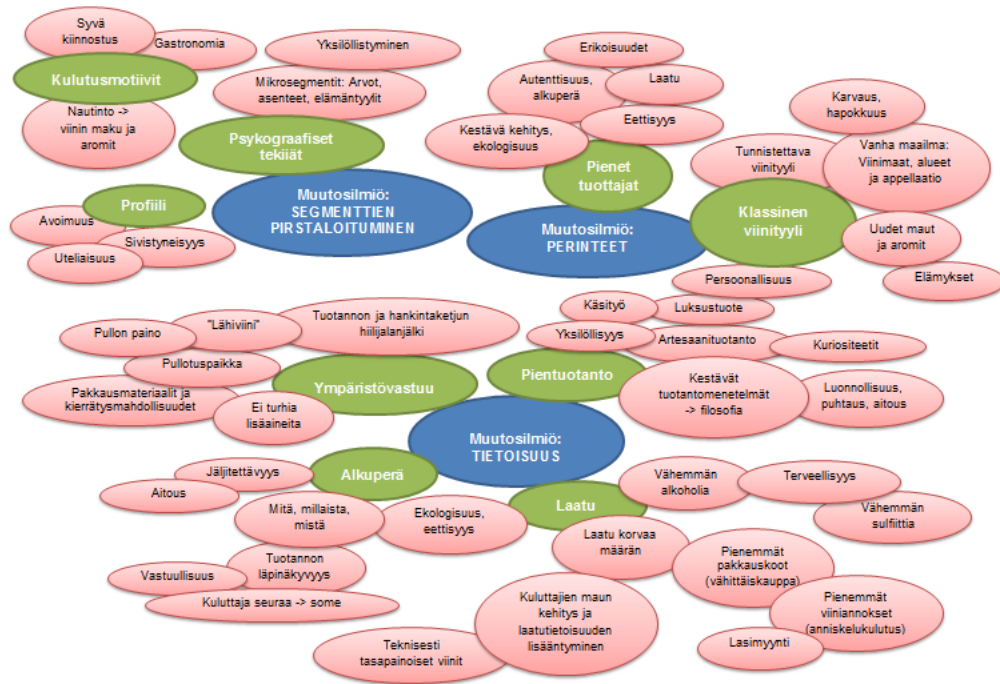 Syvä
kiinnostus
Gastronomia
Kulutusmotiivit
Nautinto ->
viinin maku ja
aromit
Yksilöllistyminen
Mikrosegmentit: Arvot,
asenteet, elämäntyylit
Psykograafiset
tekijät
Profiili
Avoimuus
Sivistyneisyys
Uteliaisuus
Muutosilmiö:
SEGMENTTIEN
PIRSTALOITUMINEN
Erikoisuudet
Autenttisuus,
alkuperä
Laatu
Kestävä kehitys,
ekologisuus
Eettisyys
Pienet
tuottajat
Muutosilmiö:
PERINTEET
Karvaus,
hapokkuus
Tunnistettava
viinityyli
Vanha maailma:
Viinimaat, alueet
ja appellaatio
Klassinen
viinityyli
Uudet maut
ja aromit
Elämykset
Persoonallisuus
Käsityö
Luksustuote
Yksilöllisyys
Artesaanituotanto
Kuriositeetit
Pientuotanto
Kestävät
tuotantomenetelmät
-> filosofia
Luonnollisuus,
puhtaus, aitous
Pullon paino
"Lähiviini"
Tuotannon ja hankintaketjun
hiilijalanjälki
Pullotuspaikka
Ympäristövastuu
Pakkausmateriaalit ja
kierrätysmahdollisuudet
Ei turhia
lisäaineita
Muutosilmiö:
TIETOISUUS
Jäljitettävyys
Alkuperä
Aitous
Mitä, millaista,
mistä
Ekologisuus,
eettisyys
Tuotannon
läpinäkyvyys
Vastuullisuus
Kuluttaja seuraa -> some
Laatu
Vähemmän
alkoholia
Terveellisyys
Vähemmän
sulfiittia
Laatu korvaa
määrän
Pienemmät
pakkauskoot
(vähittäiskauppa)
Kuluttajien maun
kehitys ja
laatutietoisuuden
lisääntyminen
Pienemmät
viiniannokset
(anniskelukulutus)
Lasimyynti
Teknisesti
tasapainoiset viinit